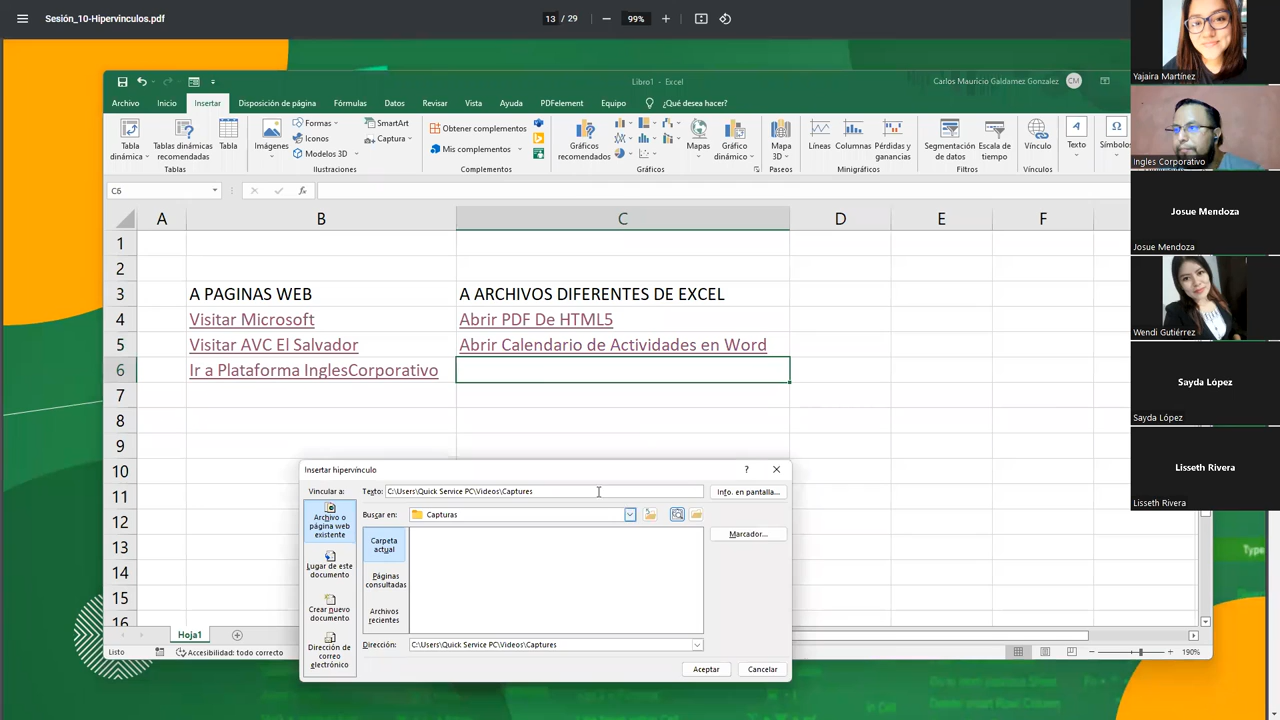 Sesión_10-Hipervinculos.pdf
13 / 29
99%
Libro1 - Excel
Carlos Mauricio Galdamez Gonzalez
CM
Archivo Inicio Insertar Disposición de página Fórmulas Datos Revisar Vista Ayuda PDFelement Equipo ¿Qué desea hacer?
Tabla dinámica
Tablas dinámicas recomendadas
Tabla
Tablas
Imágenes
Formas
Iconos
Modelos 3D
SmartArt
Captura
Ilustraciones
Obtener complementos
Mis complementos
Complementos
Gráficos recomendados
Mapas
Gráfico dinámico
Gráficos
Mapa 3D
Paseos
Líneas
Columnas
Pérdidas y ganancias
Minigráficos
Segmentación de datos
Escala de tiempo
Filtros
Vínculo
Vínculos
Texto
Símbolos
C6
fx
A B C D E F
1
2
3 A PAGINAS WEB A ARCHIVOS DIFERENTES DE EXCEL
4 Visitar Microsoft Abrir PDF De HTML5
5 Visitar AVC El Salvador Abrir Calendario de Actividades en Word
6 Ir a Plataforma InglesCorporativo
7
8
9
10
11
12
13
14
15
16
Insertar hipervínculo
?
Vincular a:
Texto: C:\Users\Quick Service PC\Videos\Captures
Info. en pantalla...
Archivo o página web existente
Buscar en: Capturas
Marcador...
Carpeta actual
Lugar de este documento
Páginas consultadas
Crear nuevo documento
Archivos recientes
Dirección de correo electrónico
Dirección: C:\Users\Quick Service PC\Videos\Captures
Aceptar
Cancelar
Hoja1
Listo
Accesibilidad: todo correcto
190%
Yajaira Martínez
Ingles Corporativo
Josue Mendoza
Josue Mendoza
Wendi Gutiérrez
Sayda López
Sayda López
Lisseth Rivera
Lisseth Rivera